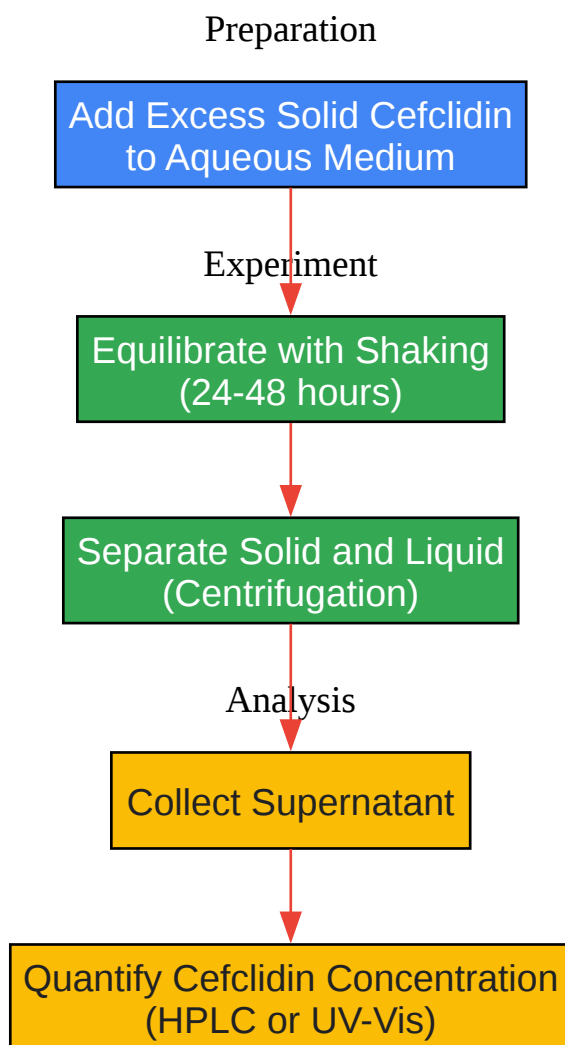 Preparation
Add Excess Solid Cefclidin
to Aqueous Medium
Experiment
Equilibrate with Shaking
(24-48 hours)
Separate Solid and Liquid
(Centrifugation)
Analysis
Collect Supernatant
Quantify Cefclidin Concentration
(HPLC or UV-Vis)